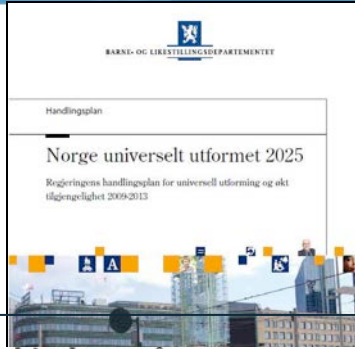 BARNE- OG LIKESTILLINGSDEPARTEMENTET
Handlingsplan
Norge universelt utformet 2025
Regjeringens handlingsplan for universell utforming og økt
tilgjengelighet 2009-2013
A